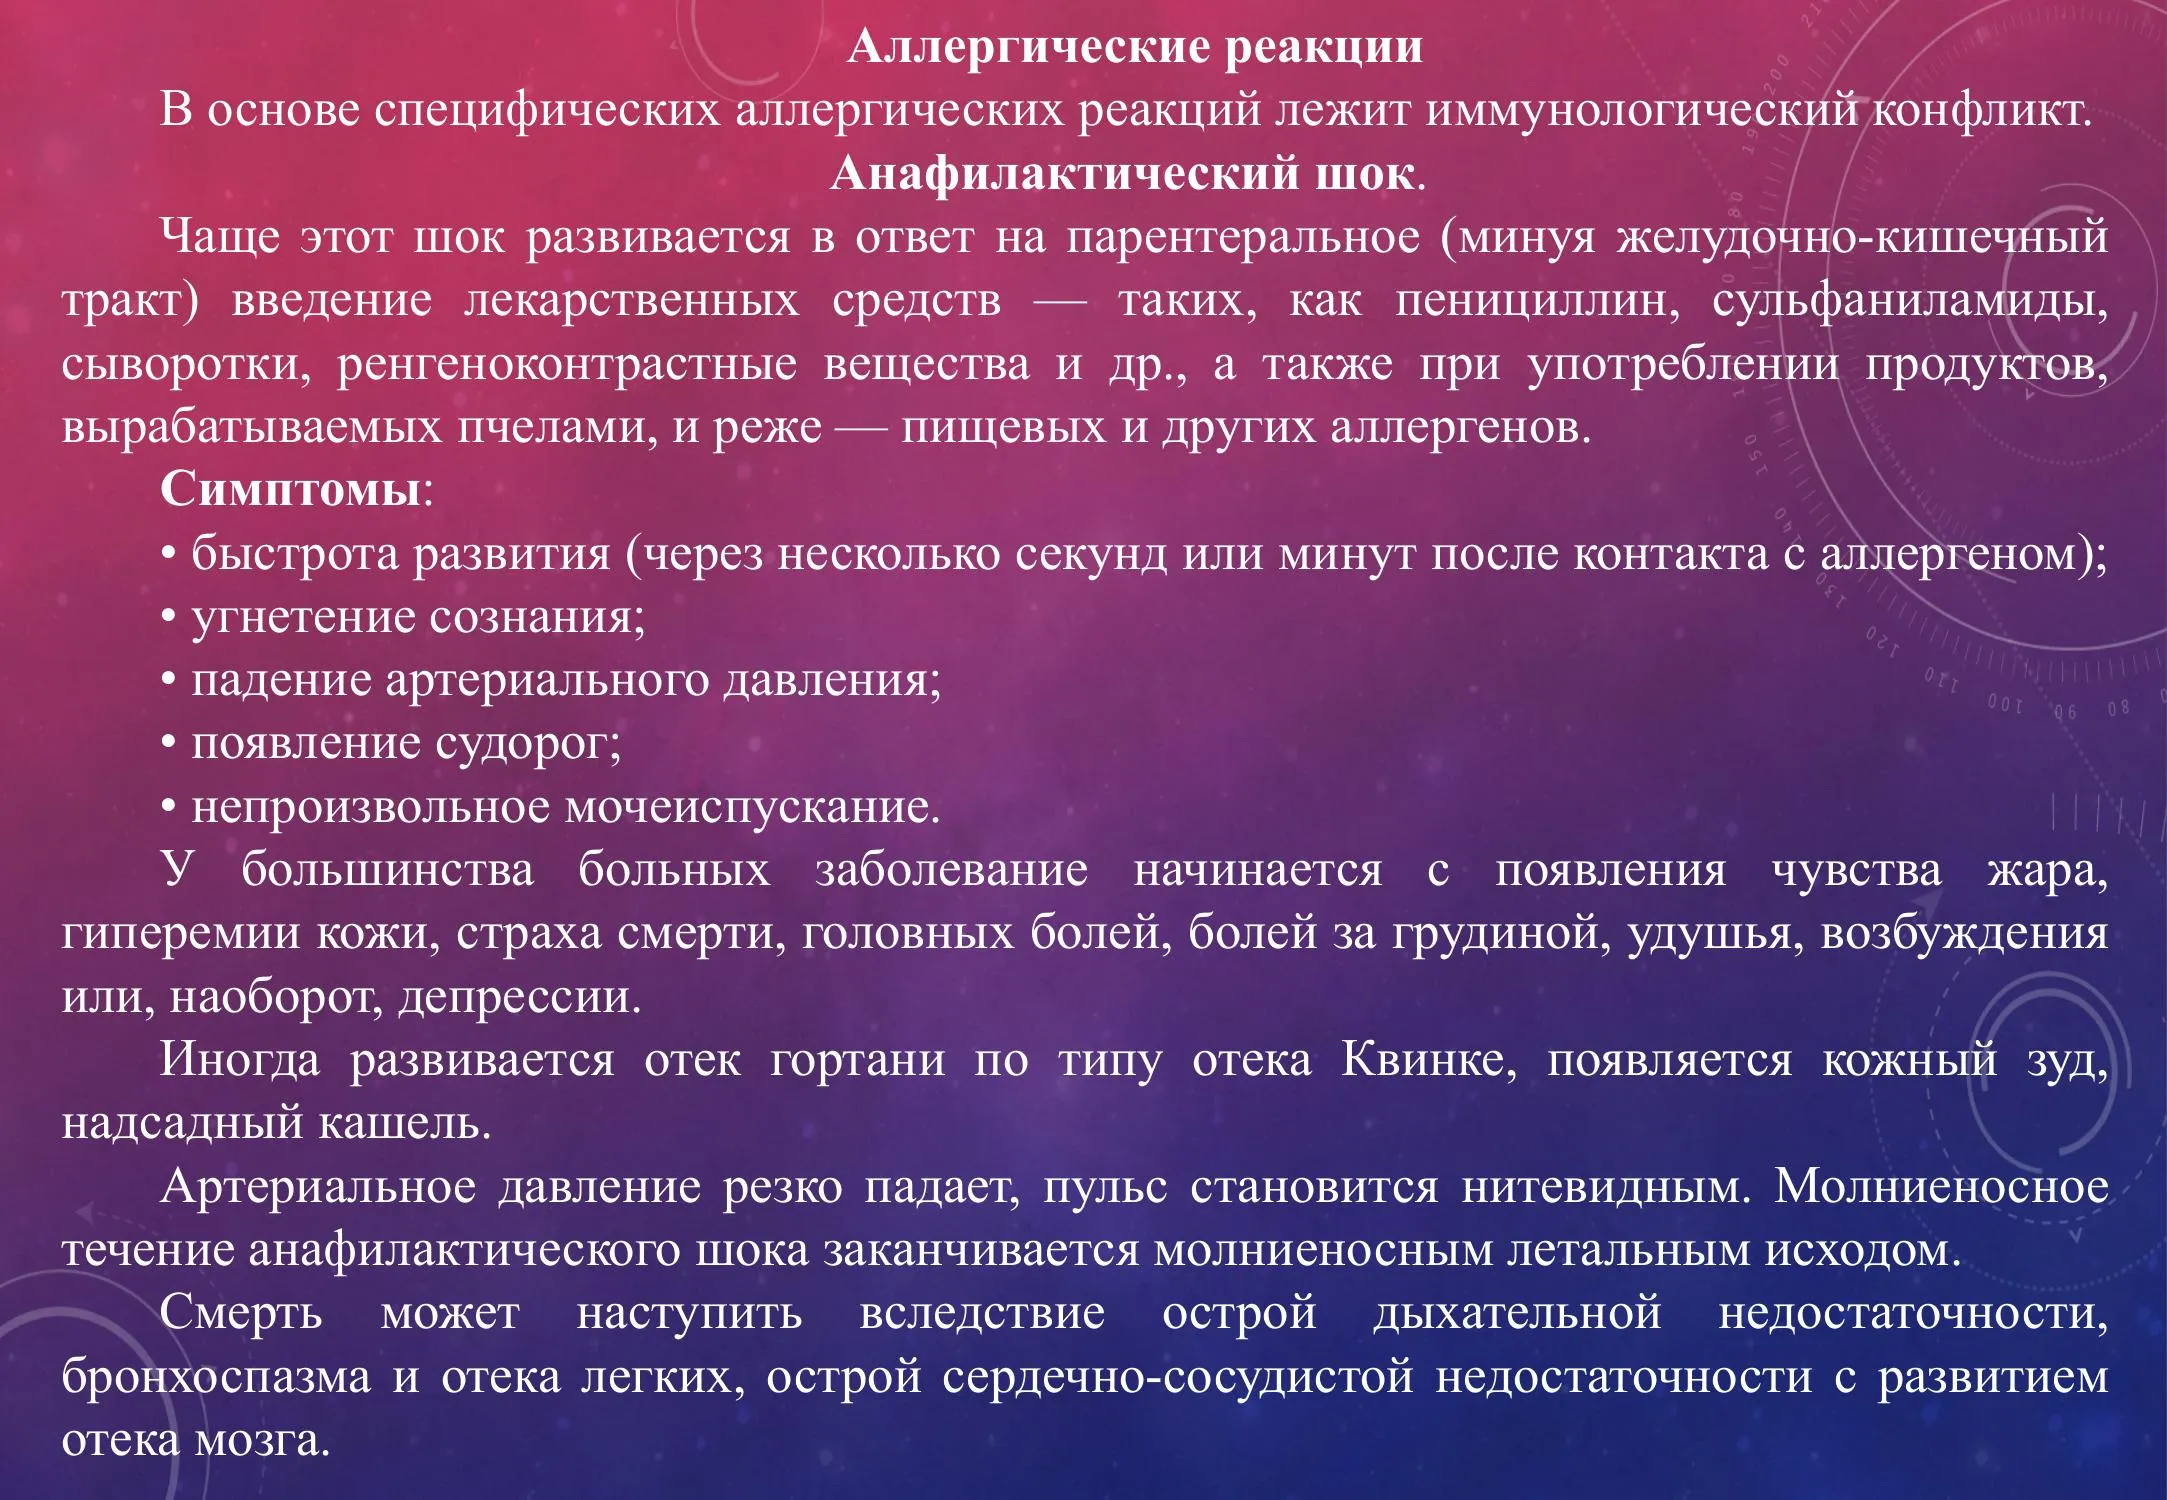 Аллергические реакции
В основе специфических аллергических реакций лежит иммунологический конфликт.
Анафилактический шок.
Чаще этот шок развивается в ответ на парентеральное (минуя желудочно-кишечный
тракт) введение лекарственных средств — таких, как пенициллин, сульфаниламиды,
сыворотки, ренгеноконтрастные вещества и др., а также при употреблении продуктов,
вырабатываемых пчелами, и реже — пищевых и других аллергенов.
Симптомы:
• быстрота развития (через несколько секунд или минут после контакта с аллергеном);
• угнетение сознания;
• падение артериального давления;
• появление судорог;
• непроизвольное мочеиспускание.
У большинства больных заболевание начинается с появления чувства жара,
гиперемии кожи, страха смерти, головных болей, болей за грудиной, удушья, возбуждения
или, наоборот, депрессии.
Иногда развивается отек гортани по типу отека Квинке, появляется кожный зуд,
надсадный кашель.
Артериальное давление резко падает, пульс становится нитевидным. Молниеносное
течение анафилактического шока заканчивается молниеносным летальным исходом.
Смерть может наступить вследствие острой дыхательной недостаточности,
бронхоспазма и отека легких, острой сердечно-сосудистой недостаточности с развитием
отека мозга.